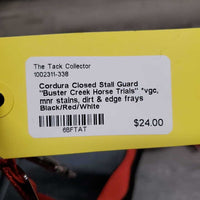 The Tack Collector
1002311-338
Cordura Closed Stall Guard
"Buster Creek Horse Trials" *vgc,
mnr stains, dirt & edge frays
Black/Red/White
$24.00
6BFTAT